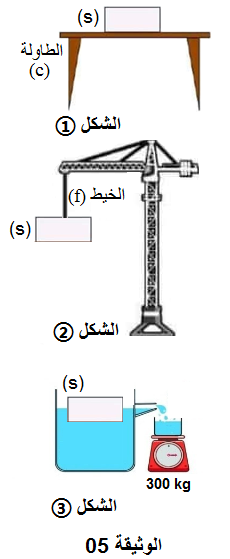 (s)
الطاولة
(c)
الشكل ①
الخيط (f)
(s)
الشكل ②
(s)
300 kg
الشكل ③
الوثيقة 05